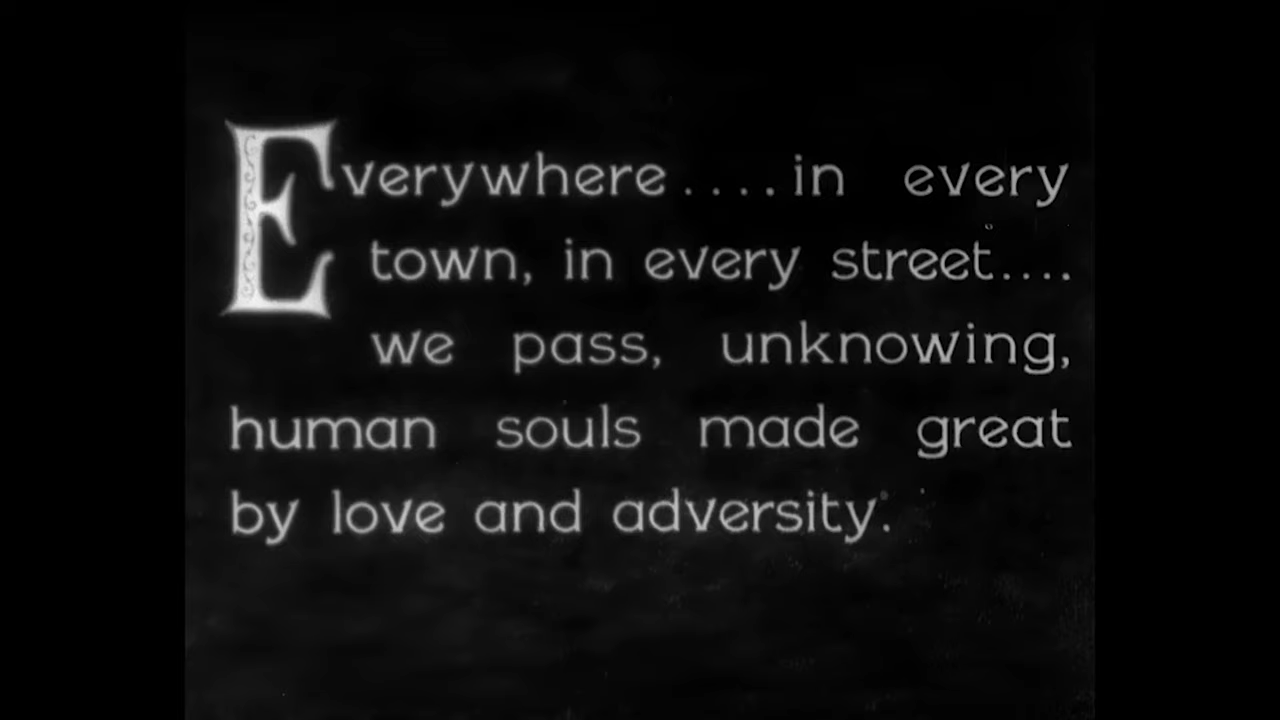 Everywhere....in every
town, in every street....
we pass, unknowing,
human souls made great
by love and adversity.